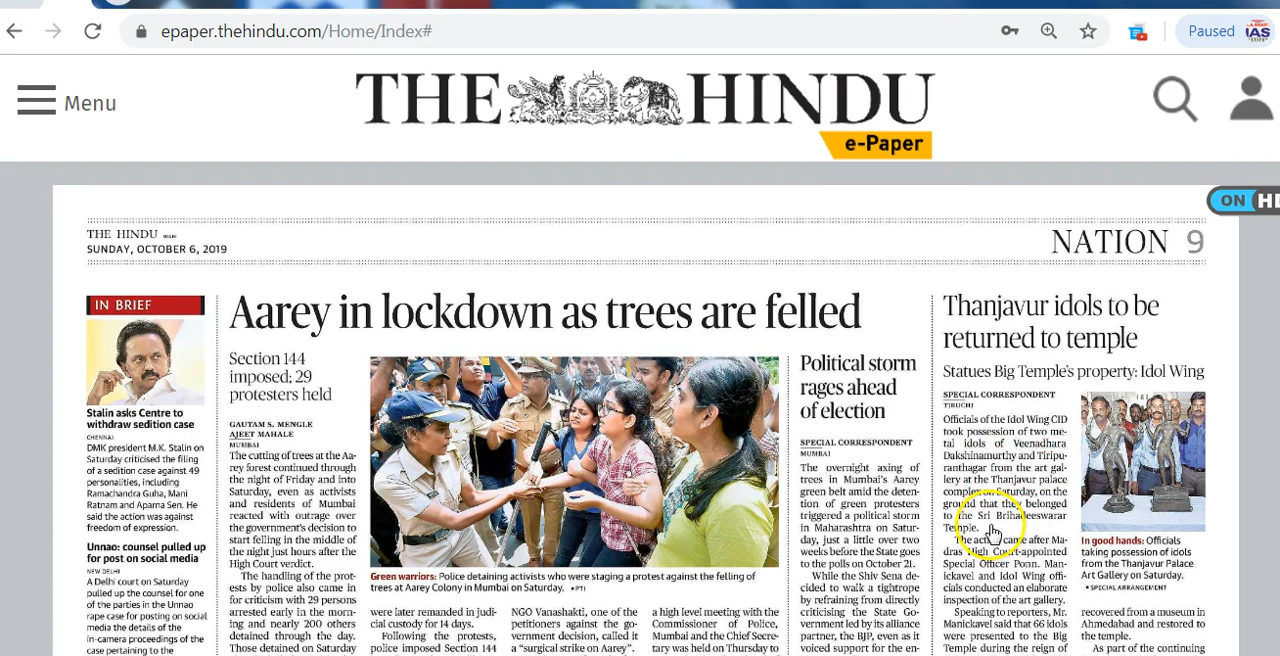 epaper.thehindu.com/Home/Index#
Paused
IAS
Menu
THE HINDU
e-Paper
ON HD
THE HINDU
SUNDAY, OCTOBER 6, 2019
NATION 9
IN BRIEF
Stalin asks Centre to
withdraw sedition case
CHENNAI
DMK president M.K. Stalin on
Saturday criticised the filing
of a sedition case against 49
personalities, including
Ramachandra Guha, Mani
Ratnam and Aparna Sen. He
said the action was against
freedom of expression.
Unnao: counsel pulled up
for post on social media
NEW DELHI
A Delhi court on Saturday
pulled up the counsel for
one of the parties in the Unnao
rape case for posting on social
media the details of the
in-camera proceedings of the
case pertaining to the
Aarey in lockdown as trees are felled
Section 144
imposed; 29
protesters held
GAUTAM S. MENGLE
AJEET MAHALE
MUMBAI
The cutting of trees at the Aa-
rey forest continued through
the night of Friday and into
Saturday, even as activists
and residents of Mumbai
reacted with outrage over
the government's decision to
start felling in the middle of
the night just hours after the
High Court verdict.
The handling of the prot-
ests by police also came in
for criticism with 29 persons
arrested early in the morn-
ing and nearly 200 others
detained through the day.
Those detained on Saturday
Green warriors: Police detaining activists who were staging a protest against the felling of
trees at Aarey Colony in Mumbai on Saturday. • PTI
were later remanded in judi-
cial custody for 14 days.
Following the protests,
police imposed Section 144
NGO Vanashakti, one of the
petitioners against the go-
vernment decision, called it
a "surgical strike on Aarey".
a high level meeting with the
Commissioner of Police,
Mumbai and the Chief Secre-
tary was held on Thursday to
Political storm
rages ahead
of election
SPECIAL CORRESPONDENT
MUMBAI
The overnight axing of
trees in Mumbai's Aarey
green belt amid the deten-
tion of green protesters
triggered a political storm
in Maharashtra on Satur-
day, just a little over two
weeks before the State goes
to the polls on October 21.
While the Shiv Sena de-
cided to walk a tightrope
by refraining from directly
criticising the State Go-
vernment led by its alliance
partner, the BJP, even as it
voiced support for the en-
Thanjavur idols to be
returned to temple
Statues Big Temple's property: Idol Wing
SPECIAL CORRESPONDENT
TIRUCHI
Officials of the Idol Wing CID
took possession of two me-
tal idols of Veenadhara
Dakshinamurthy and Tiripu-
ranthagar from the art gal-
lery at the Thanjavur palace
complex on Saturday, on the
ground that they belonged
to the Sri Brihadeeswarar
Temple.
The action came after Ma-
dras High Court-appointed
Special Officer Ponn. Man-
ickavel and Idol Wing offi-
cials conducted an elaborate
inspection of the art gallery.
Speaking to reporters, Mr.
Manickavel said that 66 idols
were presented to the Big
Temple during the reign of
In good hands: Officials
taking possession of idols
from the Thanjavur Palace
Art Gallery on Saturday.
• SPECIAL ARRANGEMENT
recovered from a museum in
Ahmedabad and restored to
the temple.
As part of the continuing